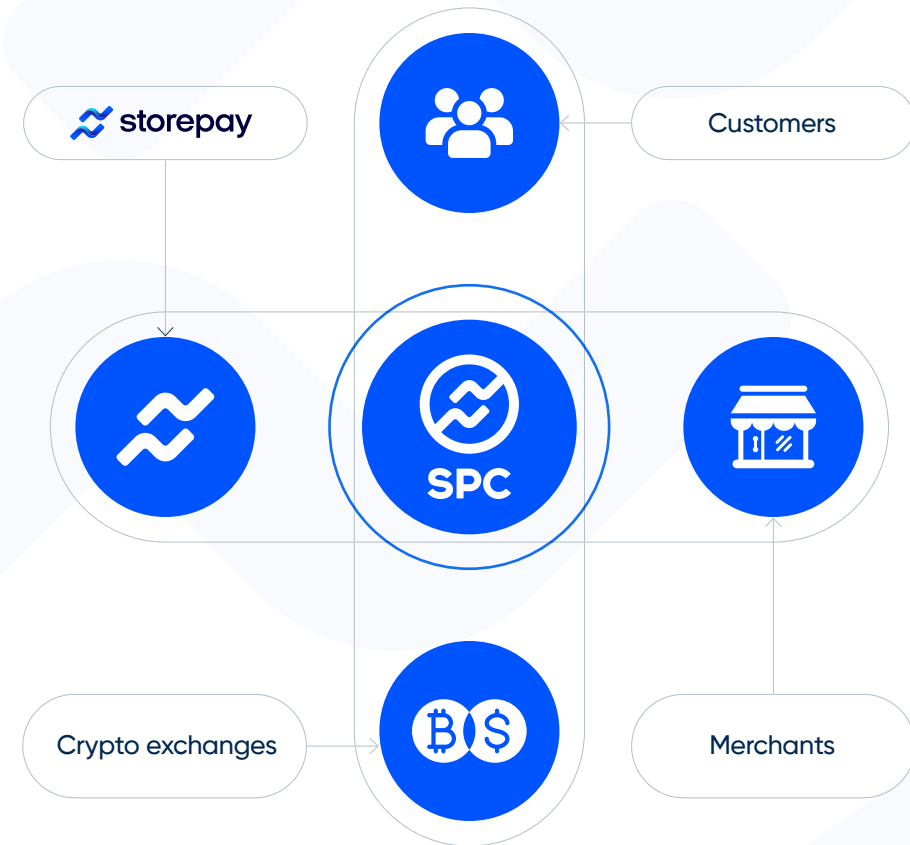 storepay
Customers
SPC
Crypto exchanges
Merchants